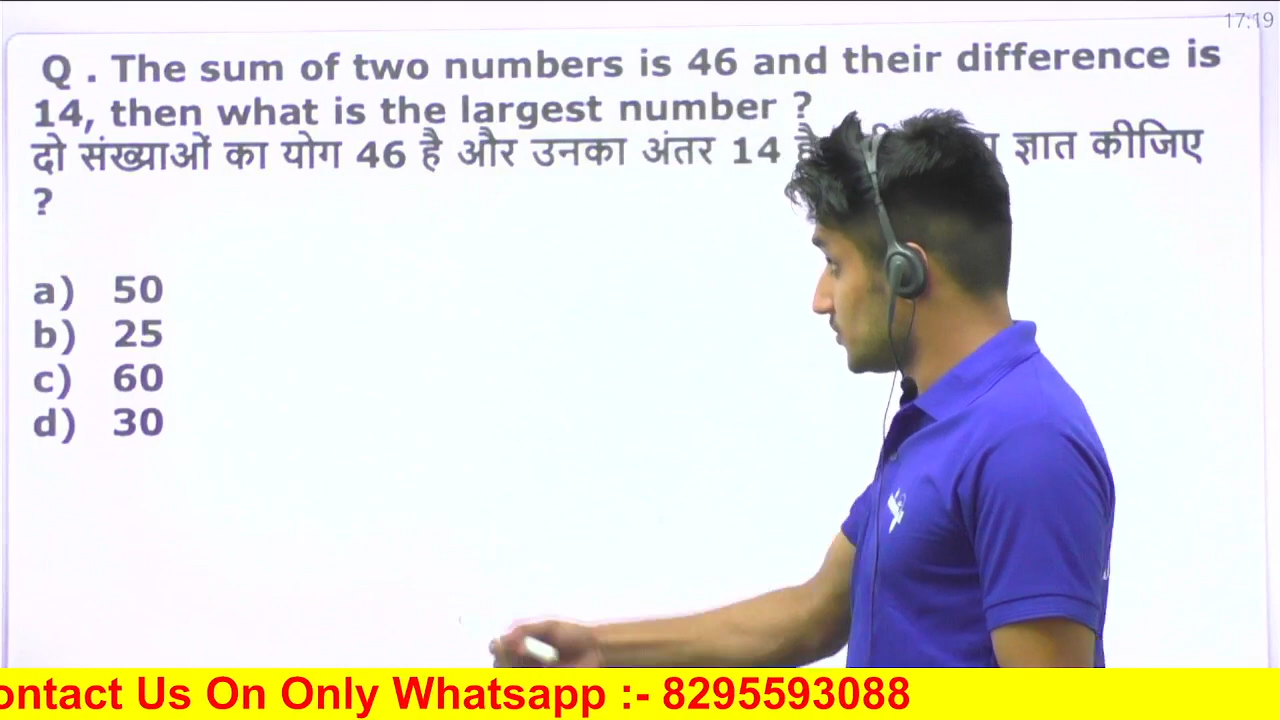 17:19
Q . The sum of two numbers is 46 and their difference is
14, then what is the largest number ?
दो संख्याओं का योग 46 है और उनका अंतर 14 ज्ञात कीजिए
?
a) 50
b) 25
c) 60
d) 30
ontact Us On Only Whatsapp :- 8295593088